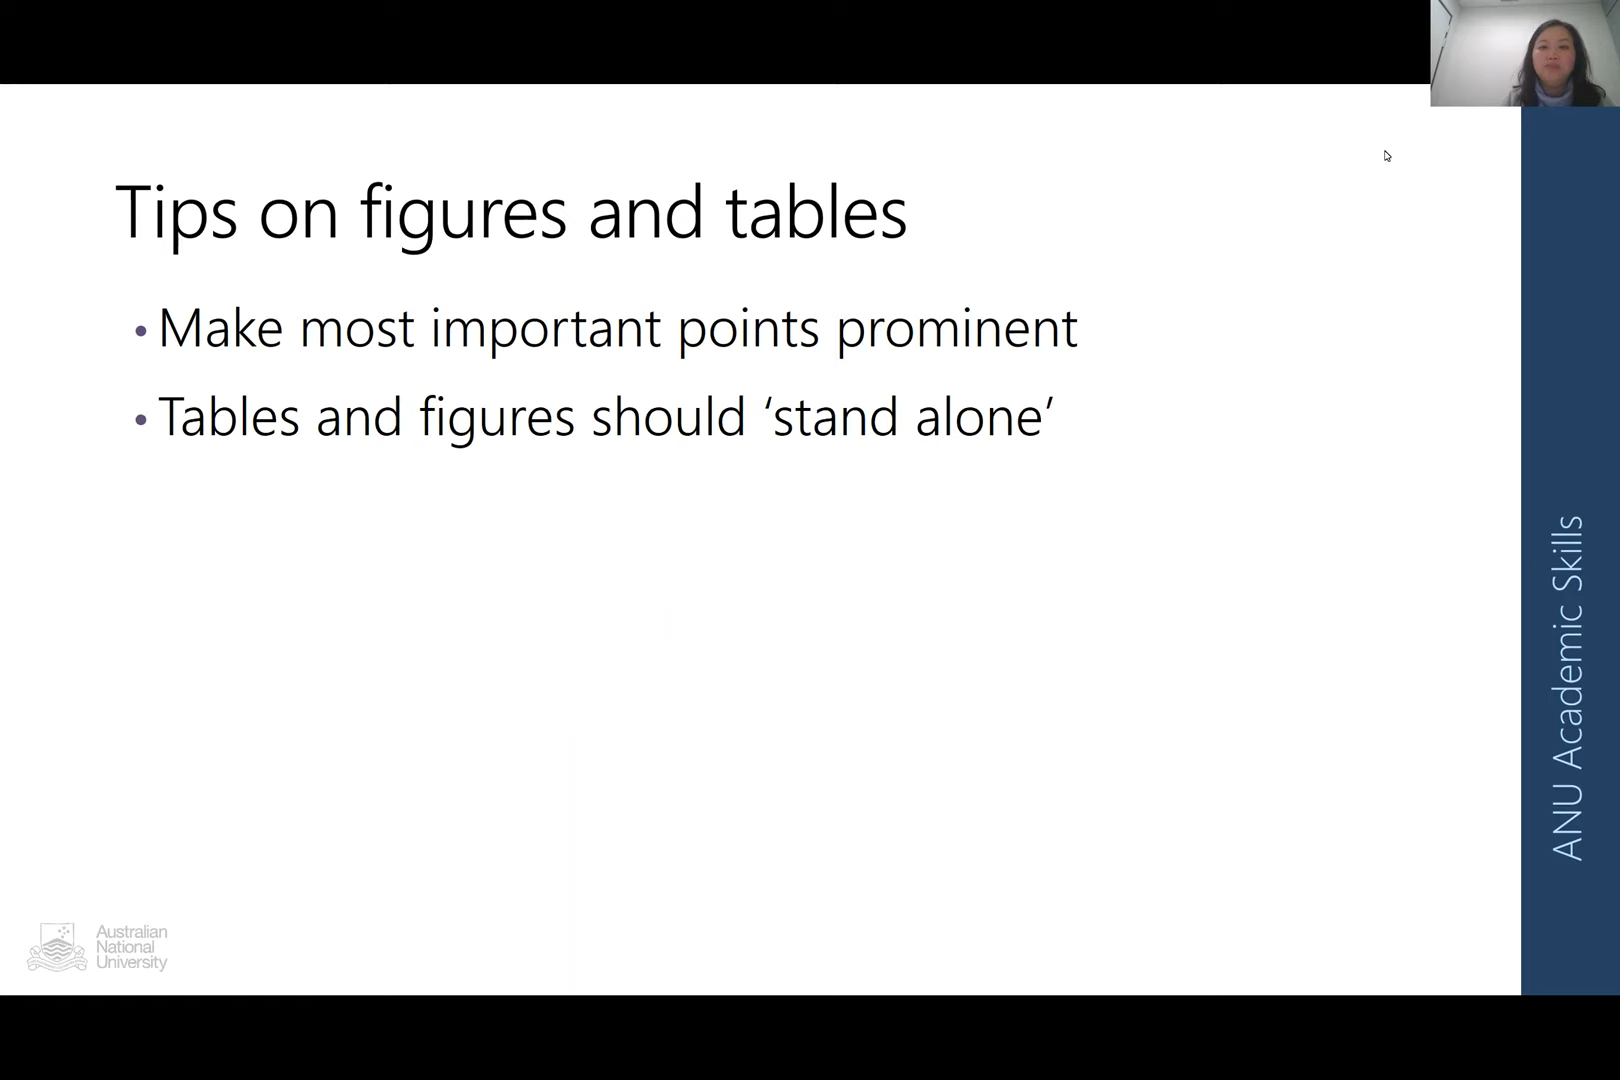 Tips on figures and tables
• Make most important points prominent
• Tables and figures should ‘stand alone’
ANU Academic Skills
Australian
National
University